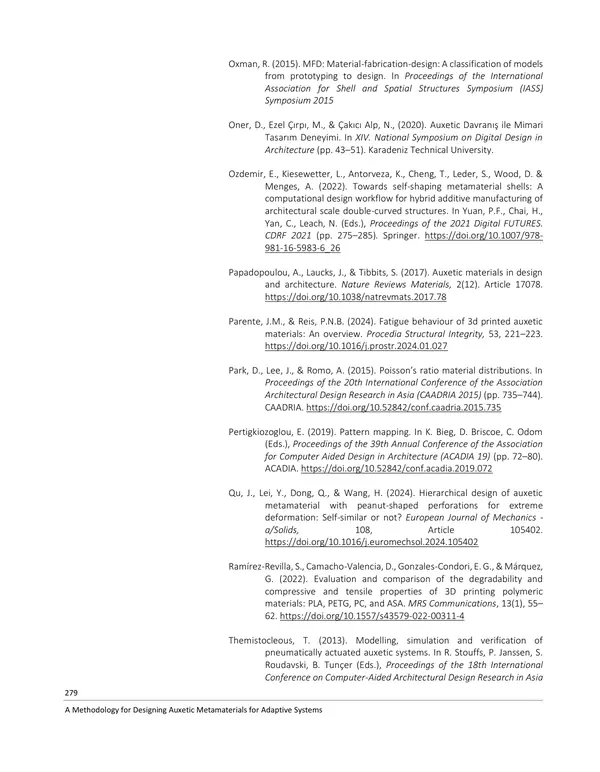 Oxman, R. (2015). MFD: Material-fabrication-design: A classification of models
from prototyping to design. In Proceedings of the International
Association for Shell and Spatial Structures Symposium (IASS)
Symposium 2015
Oner, D., Ezel Çırpı, M., & Çakıcı Alp, N., (2020). Auxetic Davranış ile Mimari
Tasarım Deneyimi. In XIV. National Symposium on Digital Design in
Architecture (pp. 43–51). Karadeniz Technical University.
Ozdemir, E., Kiesewetter, L., Antorveza, K., Cheng, T., Leder, S., Wood, D. &
Menges, A. (2022). Towards self-shaping metamaterial shells: A
computational design workflow for hybrid additive manufacturing of
architectural scale double-curved structures. In Yuan, P.F., Chai, H.,
Yan, C., Leach, N. (Eds.), Proceedings of the 2021 Digital FUTURES.
CDRF 2021 (pp. 275–285). Springer. https://doi.org/10.1007/978-
981-16-5983-6_26
Papadopoulou, A., Laucks, J., & Tibbits, S. (2017). Auxetic materials in design
and architecture. Nature Reviews Materials, 2(12). Article 17078.
https://doi.org/10.1038/natrevmats.2017.78
Parente, J.M., & Reis, P.N.B. (2024). Fatigue behaviour of 3d printed auxetic
materials: An overview. Procedia Structural Integrity, 53, 221–223.
https://doi.org/10.1016/j.prostr.2024.01.027
Park, D., Lee, J., & Romo, A. (2015). Poisson's ratio material distributions. In
Proceedings of the 20th International Conference of the Association
Architectural Design Research in Asia (CAADRIA 2015) (pp. 735–744).
CAADRIA. https://doi.org/10.52842/conf.caadria.2015.735
Pertigkiozoglou, E. (2019). Pattern mapping. In K. Bieg, D. Briscoe, C. Odom
(Eds.), Proceedings of the 39th Annual Conference of the Association
for Computer Aided Design in Architecture (ACADIA 19) (pp. 72–80).
ACADIA. https://doi.org/10.52842/conf.acadia.2019.072
Qu, J., Lei, Y., Dong, Q., & Wang, H. (2024). Hierarchical design of auxetic
metamaterial with peanut-shaped perforations for extreme
deformation: Self-similar or not? European Journal of Mechanics -
a/Solids, 108, Article 105402.
https://doi.org/10.1016/j.euromechsol.2024.105402
Ramírez-Revilla, S., Camacho-Valencia, D., Gonzales-Condori, E. G., & Márquez,
G. (2022). Evaluation and comparison of the degradability and
compressive and tensile properties of 3D printing polymeric
materials: PLA, PETG, PC, and ASA. MRS Communications, 13(1), 55–
62. https://doi.org/10.1557/s43579-022-00311-4
Themistocleous, T. (2013). Modelling, simulation and verification of
pneumatically actuated auxetic systems. In R. Stouffs, P. Janssen, S.
Roudavski, B. Tunçer (Eds.), Proceedings of the 18th International
Conference on Computer-Aided Architectural Design Research in Asia
279
A Methodology for Designing Auxetic Metamaterials for Adaptive Systems